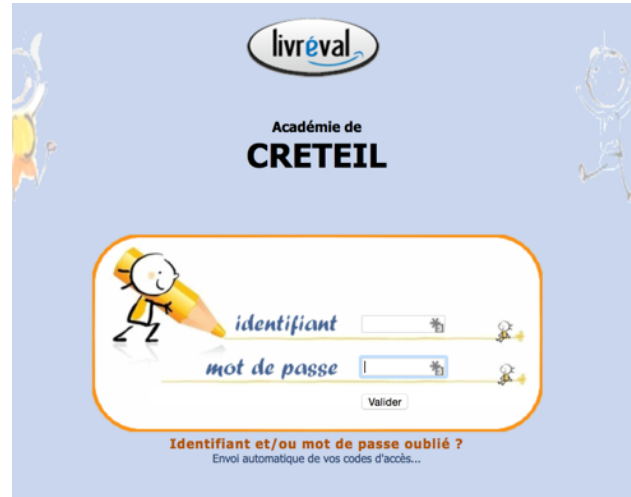 livréval
Académie de
CRETEIL
identifiant
mot de passe
Valider
Identifiant et/ou mot de passe oublié ?
Envoi automatique de vos codes d'accès...